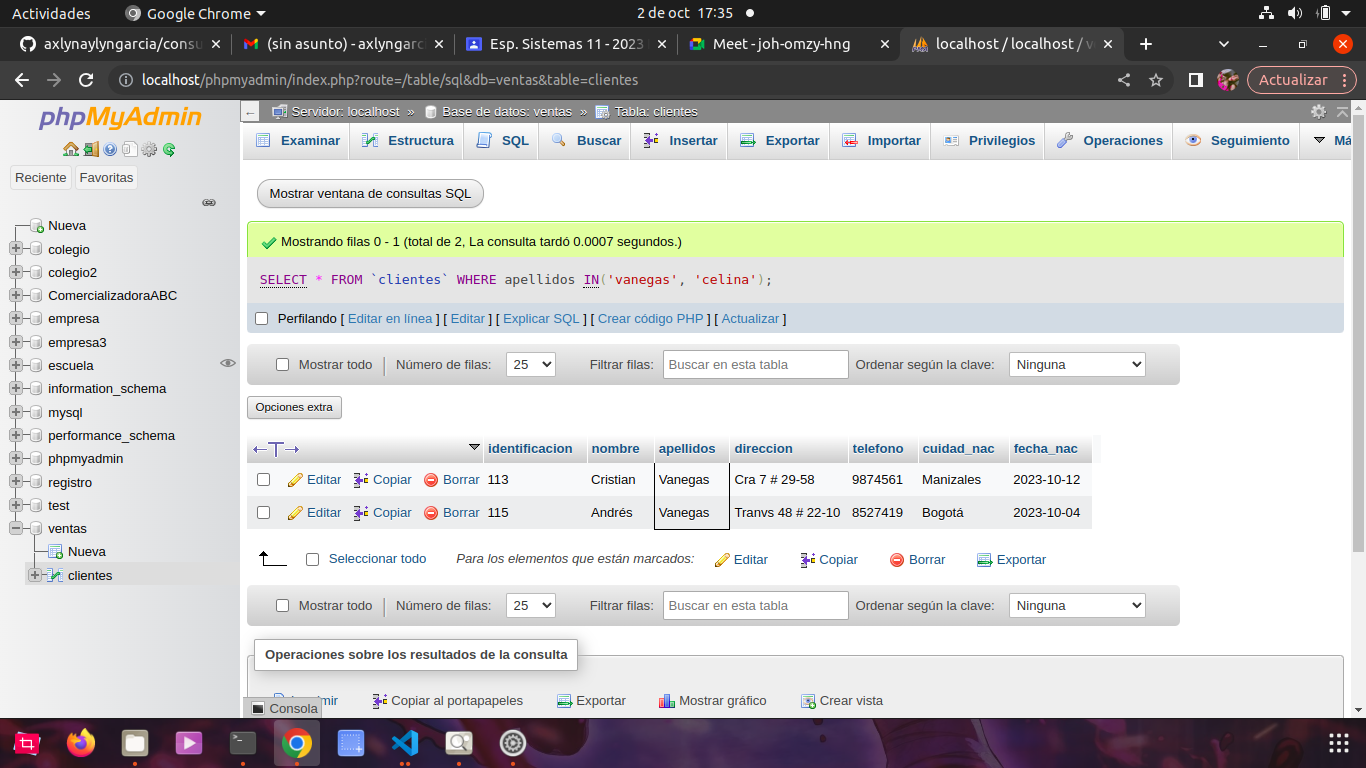 Actividades Google Chrome 2 de oct 17:35
axlynaylyngarcia/consu (sin asunto) - axlyngarc Esp. Sistemas 11 - 2023 Meet - joh-omzy-hng localhost / localhost / v
localhost/phpmyadmin/index.php?route=/table/sql&db=ventas&table=clientes Actualizar
phpMyAdmin
Reciente Favoritas
Nueva
colegio
colegio2
ComercializadoraABC
empresa
empresa3
escuela
information_schema
mysql
performance_schema
phpmyadmin
registro
test
ventas
Nueva
clientes
Servidor: localhost » Base de datos: ventas » Tabla: clientes
Examinar Estructura SQL Buscar Insertar Exportar Importar Privilegios Operaciones Seguimiento Má
Mostrar ventana de consultas SQL
Mostrando filas 0 - 1 (total de 2, La consulta tardó 0.0007 segundos.)
SELECT * FROM `clientes` WHERE apellidos IN('vanegas', 'celina');
Perfilando [ Editar en línea ] [ Editar ] [ Explicar SQL ] [ Crear código PHP ] [ Actualizar ]
Mostrar todo Número de filas: 25 Filtrar filas: Buscar en esta tabla Ordenar según la clave: Ninguna
Opciones extra
identificacion nombre apellidos direccion telefono cuidad_nac fecha_nac
Editar Copiar Borrar 113 Cristian Vanegas Cra 7 # 29-58 9874561 Manizales 2023-10-12
Editar Copiar Borrar 115 Andrés Vanegas Tranvs 48 # 22-10 8527419 Bogotá 2023-10-04
Seleccionar todo Para los elementos que están marcados: Editar Copiar Borrar Exportar
Mostrar todo Número de filas: 25 Filtrar filas: Buscar en esta tabla Ordenar según la clave: Ninguna
Operaciones sobre los resultados de la consulta
Copiar al portapapeles Exportar Mostrar gráfico Crear vista
Consola